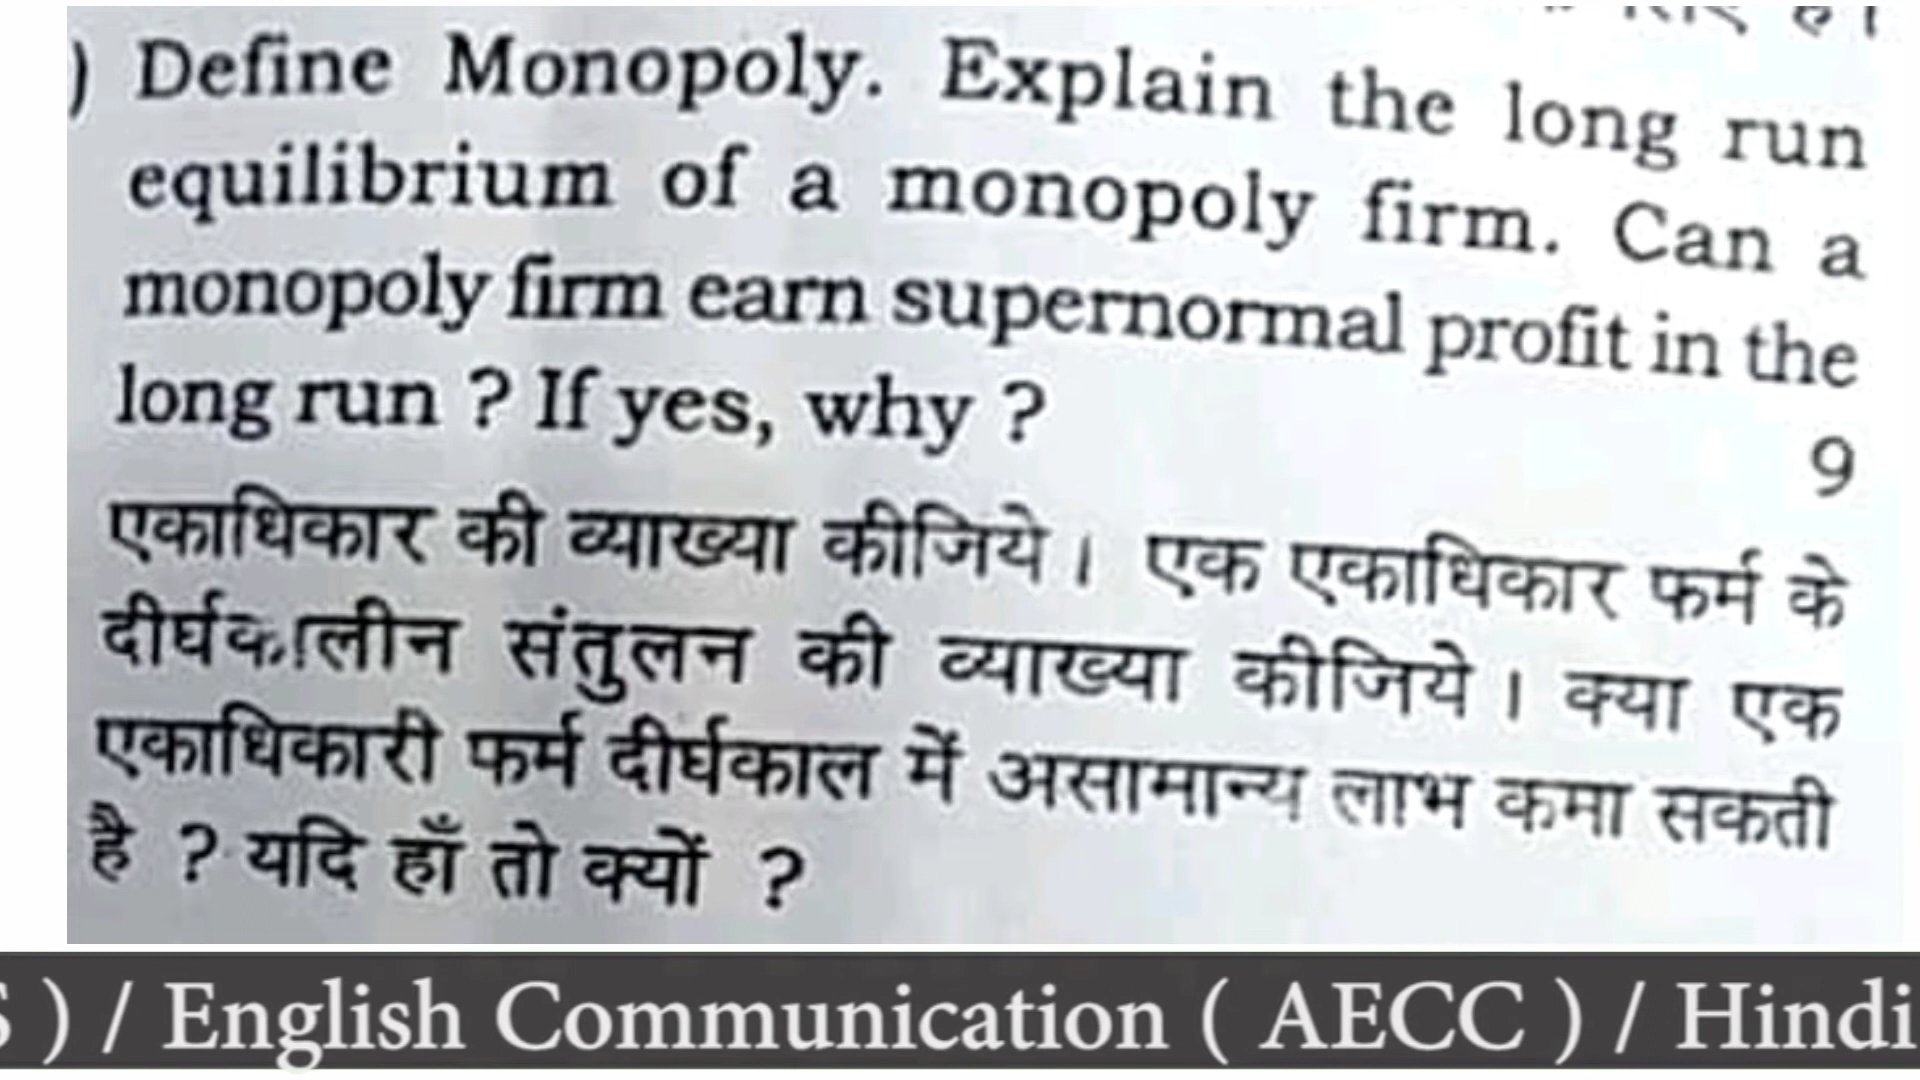 ) Define Monopoly. Explain the long run
equilibrium of a monopoly firm. Can a
monopoly firm earn supernormal profit in the
long run ? If yes, why ?
9
एकाधिकार की व्याख्या कीजिये । एक एकाधिकार फर्म के
दीर्घकालीन संतुलन की व्याख्या कीजिये । क्या एक
एकाधिकारी फर्म दीर्घकाल में असामान्य लाभ कमा सकती
है ? यदि हाँ तो क्यों ?
) / English Communication ( AECC ) / Hindi